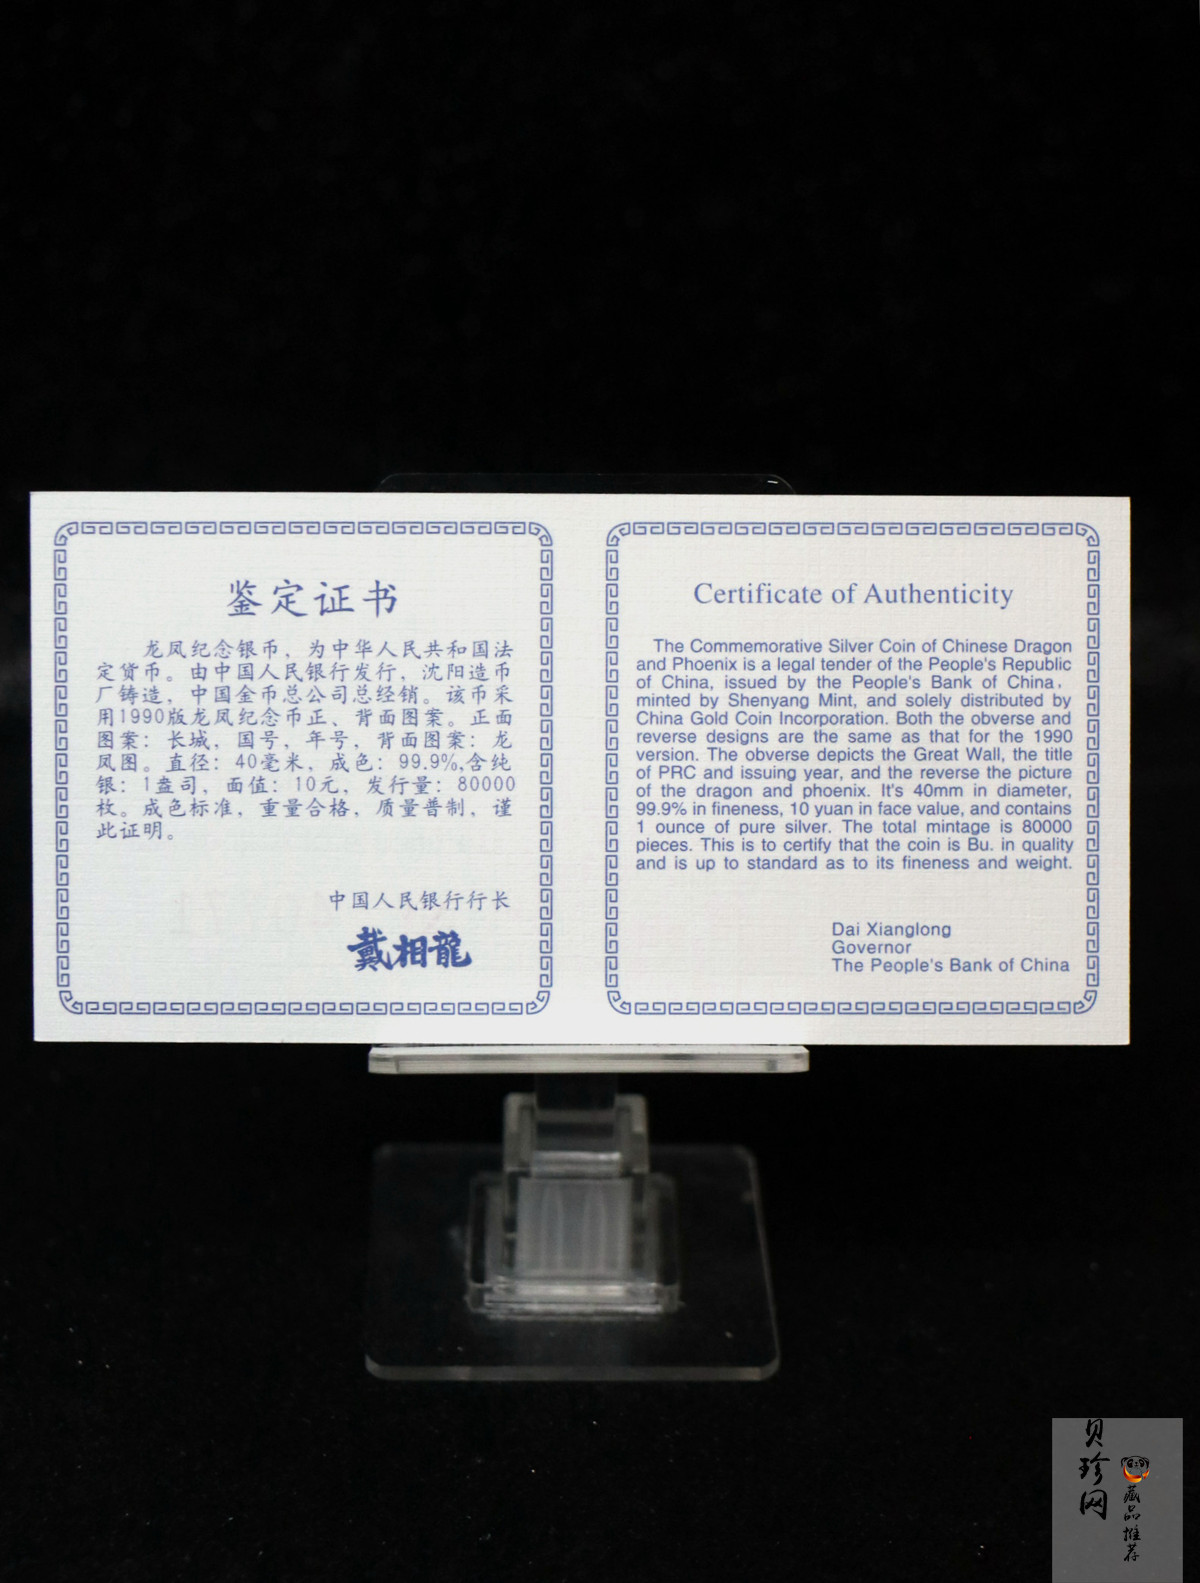 鉴定证书
龙凤纪念银币，为中华人民共和国法
定货币。由中国人民银行发行，沈阳造币
厂铸造，中国金币总公司总经销。该币采
用1990版龙凤纪念币正、背面图案。正面
图案：长城，国号，年号，背面图案：龙
凤图。直径：40毫米，成色：99.9%,含纯
银：1盎司，面值：10元，发行量：80000
枚。成色标准，重量合格，质量普制，谨
此证明。
中国人民银行行长
戴相龍
Certificate of Authenticity
The Commemorative Silver Coin of Chinese Dragon
and Phoenix is a legal tender of the People's Republic
of China, issued by the People's Bank of China,
minted by Shenyang Mint, and solely distributed by
China Gold Coin Incorporation. Both the obverse and
reverse designs are the same as that for the 1990
version. The obverse depicts the Great Wall, the title
of PRC and issuing year, and the reverse the picture
of the dragon and phoenix. It's 40mm in diameter,
99.9% in fineness, 10 yuan in face value, and contains
1 ounce of pure silver. The total mintage is 80000
pieces. This is to certify that the coin is Bu. in quality
and is up to standard as to its fineness and weight.
Dai Xianglong
Governor
The People's Bank of China
贝珍网
藏品推荐